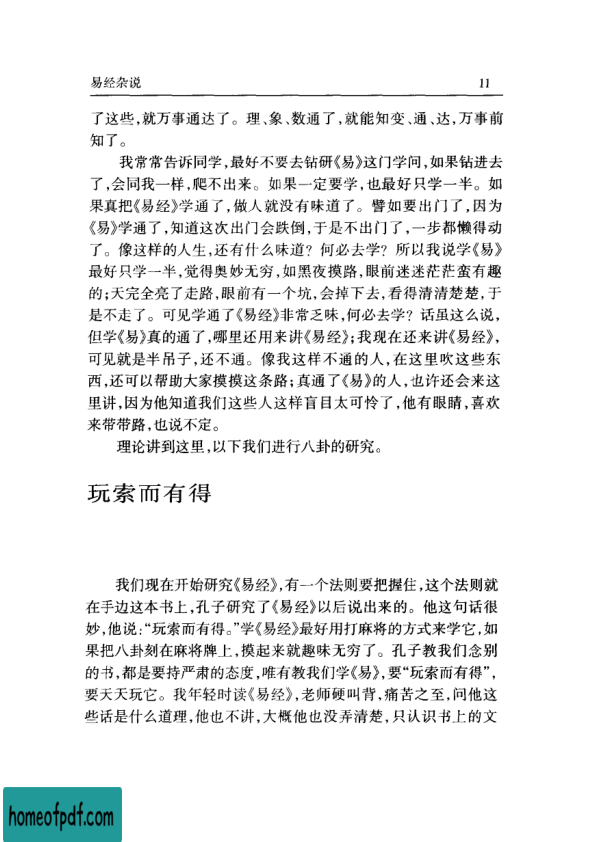 易经杂说 11
了这些,就万事通达了。理、象、数通了,就能知变、通、达,万事前
知了。
我常常告诉同学,最好不要去钻研《易》这门学问,如果钻进去
了,会同我一样,爬不出来。如果一定要学,也最好只学一半。如
果真把《易经》学通了,做人就没有味道了。譬如要出门了,因为
《易》学通了,知道这次出门会跌倒,于是不出门了,一步都懒得动
了。像这样的人生,还有什么味道?何必去学?所以我说学《易》
最好只学一半,觉得奥妙无穷,如黑夜摸路,眼前迷迷茫茫蛮有趣
的;天完全亮了走路,眼前有一个坑,会掉下去,看得清清楚楚,于
是不走了。可见学通了《易经》非常乏味,何必去学?话虽这么说,
但学《易》真的通了,哪里还用来讲《易经》;我现在还来讲《易经》,
可见就是半吊子,还不通。像我这样不通的人,在这里吹这些东
西,还可以帮助大家摸摸这条路;真通了《易》的人,也许还会来这
里讲,因为他知道我们这些人这样盲目太可怜了,他有眼睛,喜欢
来带带路,也说不定。
理论讲到这里,以下我们进行八卦的研究。
玩索而有得
我们现在开始研究《易经》,有一个法则要把握住,这个法则就
在手边这本书上,孔子研究了《易经》以后说出来的。他这句话很
妙,他说:“玩索而有得。”学《易经》最好用打麻将的方式来学它,如
果把八卦刻在麻将牌上,摸起来就趣味无穷了。孔子教我们念别
的书,都是要持严肃的态度,唯有教我们学《易》,要“玩索而有得”,
要天天玩它。我年轻时读《易经》,老师硬叫背,痛苦之至,问他这
些话是什么道理,他也不讲,大概他也没弄清楚,只认识书上的文
homeofpdf.com